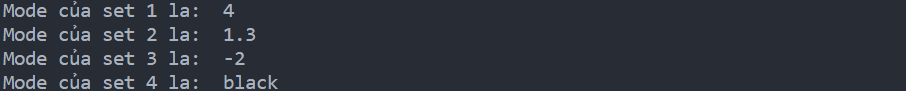 Mode của set 1 la:  4
Mode của set 2 la:  1.3
Mode của set 3 la:  -2
Mode của set 4 la:  black